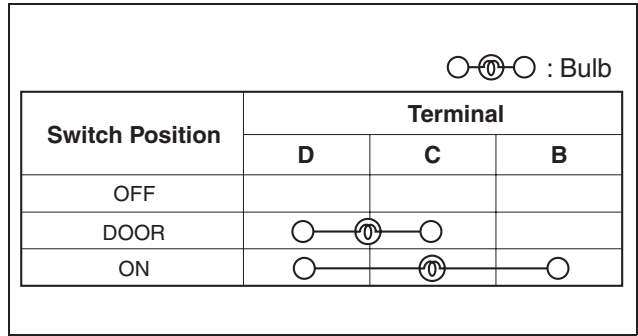 : Bulb
Switch Position Terminal
D C B
OFF
DOOR
ON